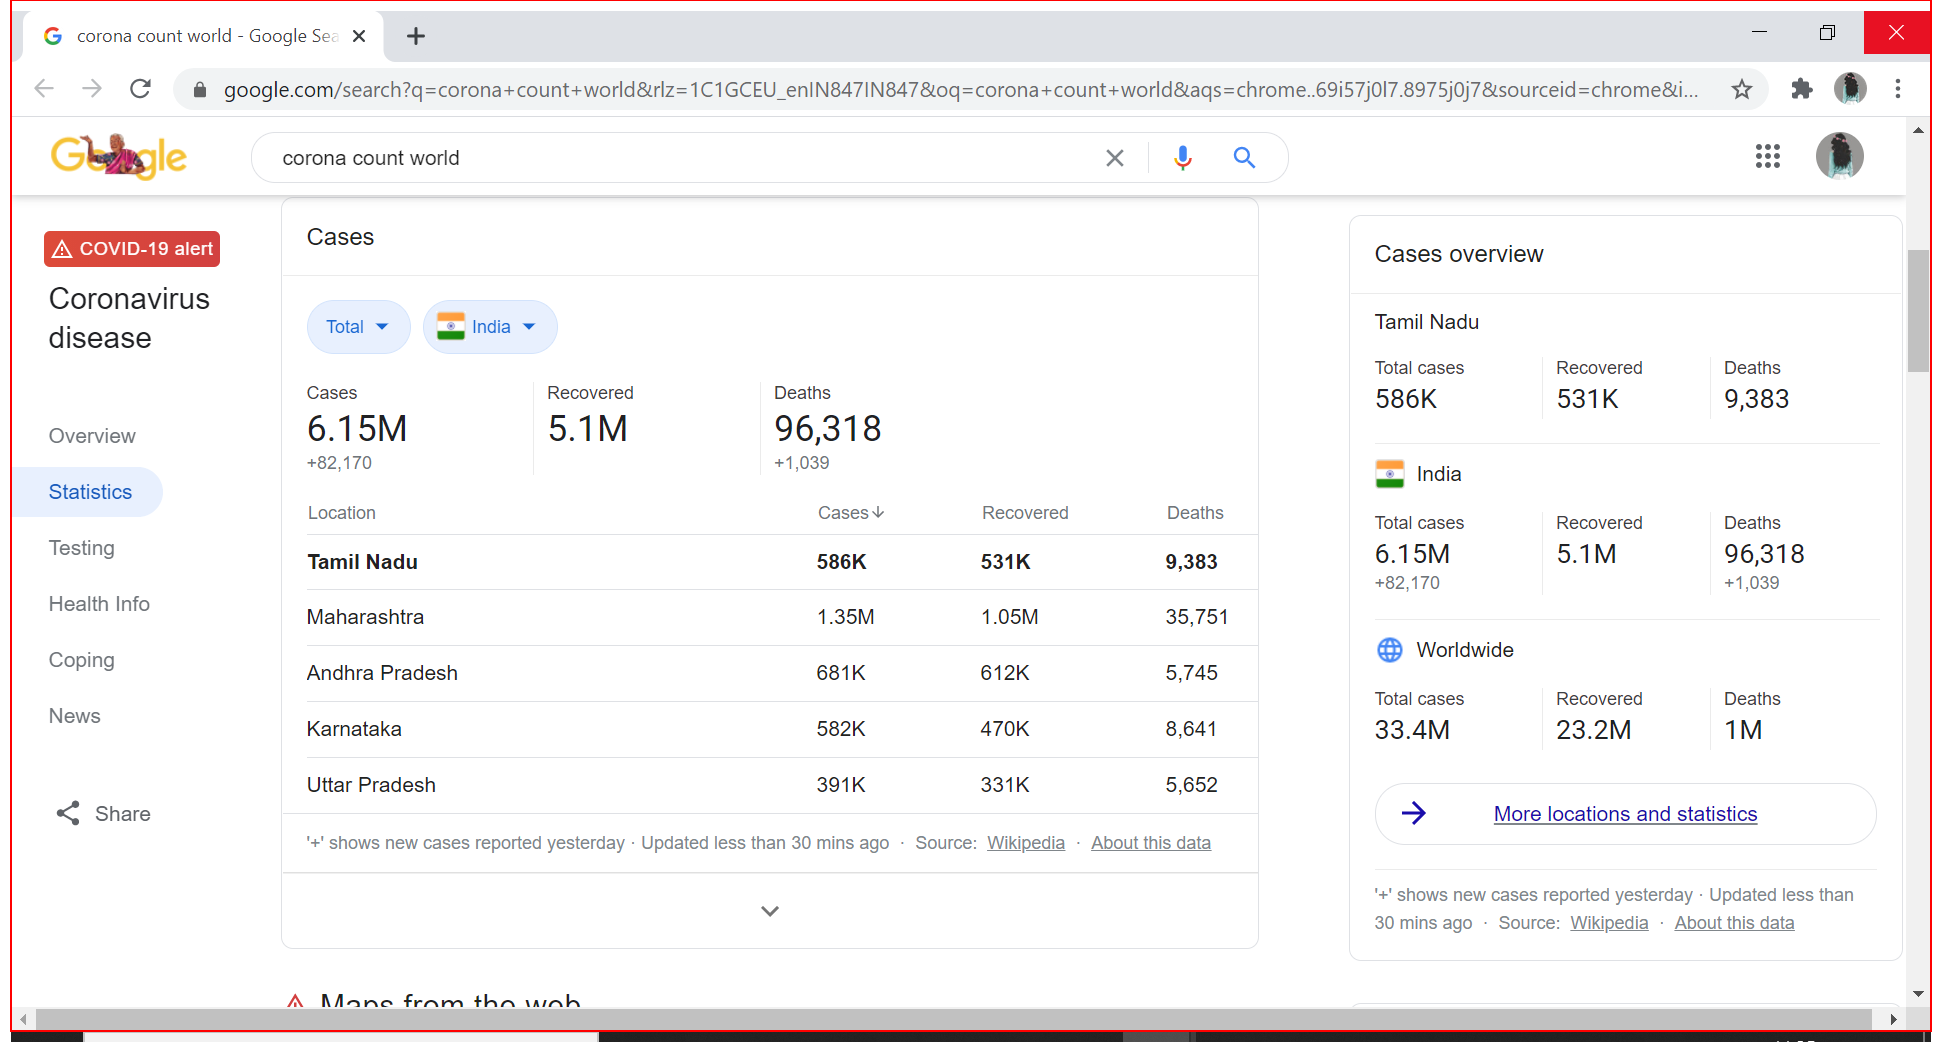 corona count world - Google Sea
google.com/search?q=corona+count+world&rlz=1C1GCEU_enIN847IN847&oq=corona+count+world&aqs=chrome..69i57j0l7.8975j0j7&sourceid=chrome&i...
Google
corona count world
COVID-19 alert
Coronavirus
disease
Overview
Statistics
Testing
Health Info
Coping
News
Share
Cases
Total
India
Cases Recovered Deaths
6.15M 5.1M 96,318
+82,170 +1,039
Location Cases Recovered Deaths
Tamil Nadu 586K 531K 9,383
Maharashtra 1.35M 1.05M 35,751
Andhra Pradesh 681K 612K 5,745
Karnataka 582K 470K 8,641
Uttar Pradesh 391K 331K 5,652
'+' shows new cases reported yesterday · Updated less than 30 mins ago · Source: Wikipedia · About this data
Maps from the web
Cases overview
Tamil Nadu
Total cases Recovered Deaths
586K 531K 9,383
India
Total cases Recovered Deaths
6.15M 5.1M 96,318
+82,170 +1,039
Worldwide
Total cases Recovered Deaths
33.4M 23.2M 1M
More locations and statistics
'+' shows new cases reported yesterday · Updated less than
30 mins ago · Source: Wikipedia · About this data